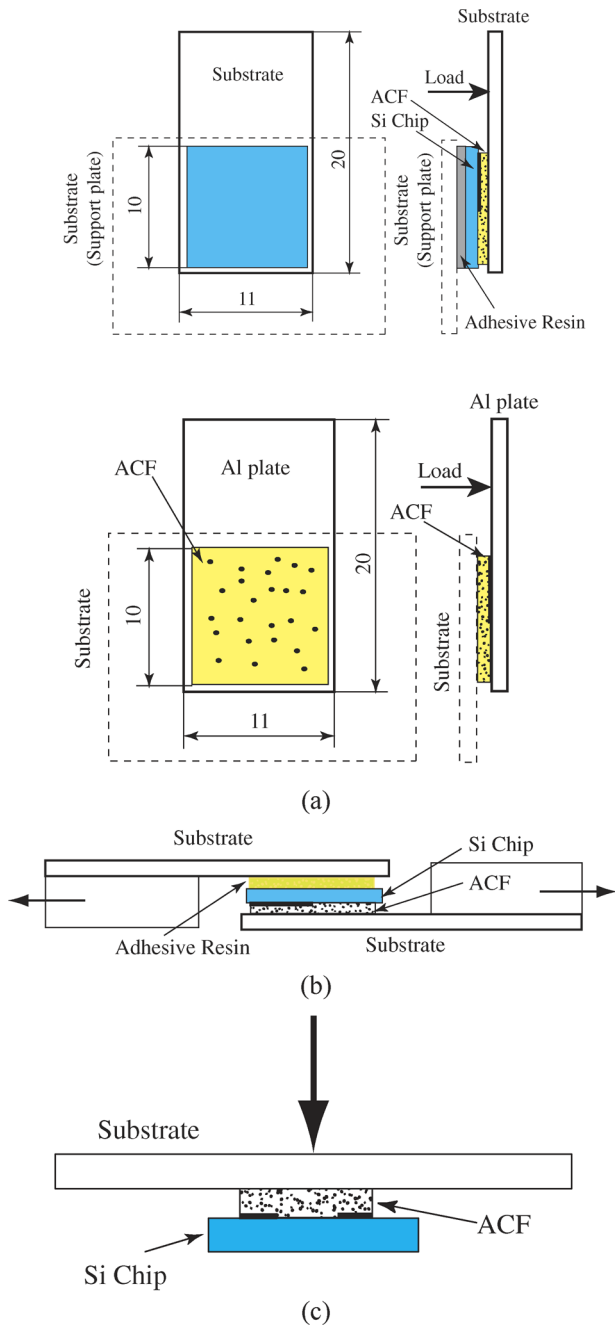 Substrate
Substrate
Load
ACF
Si Chip
20
10
Substrate
(Support plate)
Substrate
(Support plate)
11
Adhesive Resin
Al plate
ACF
Al plate
Load
ACF
20
10
Substrate
Substrate
11
(a)
Substrate
Si Chip
ACF
Adhesive Resin
Substrate
(b)
Substrate
ACF
Si Chip
(c)